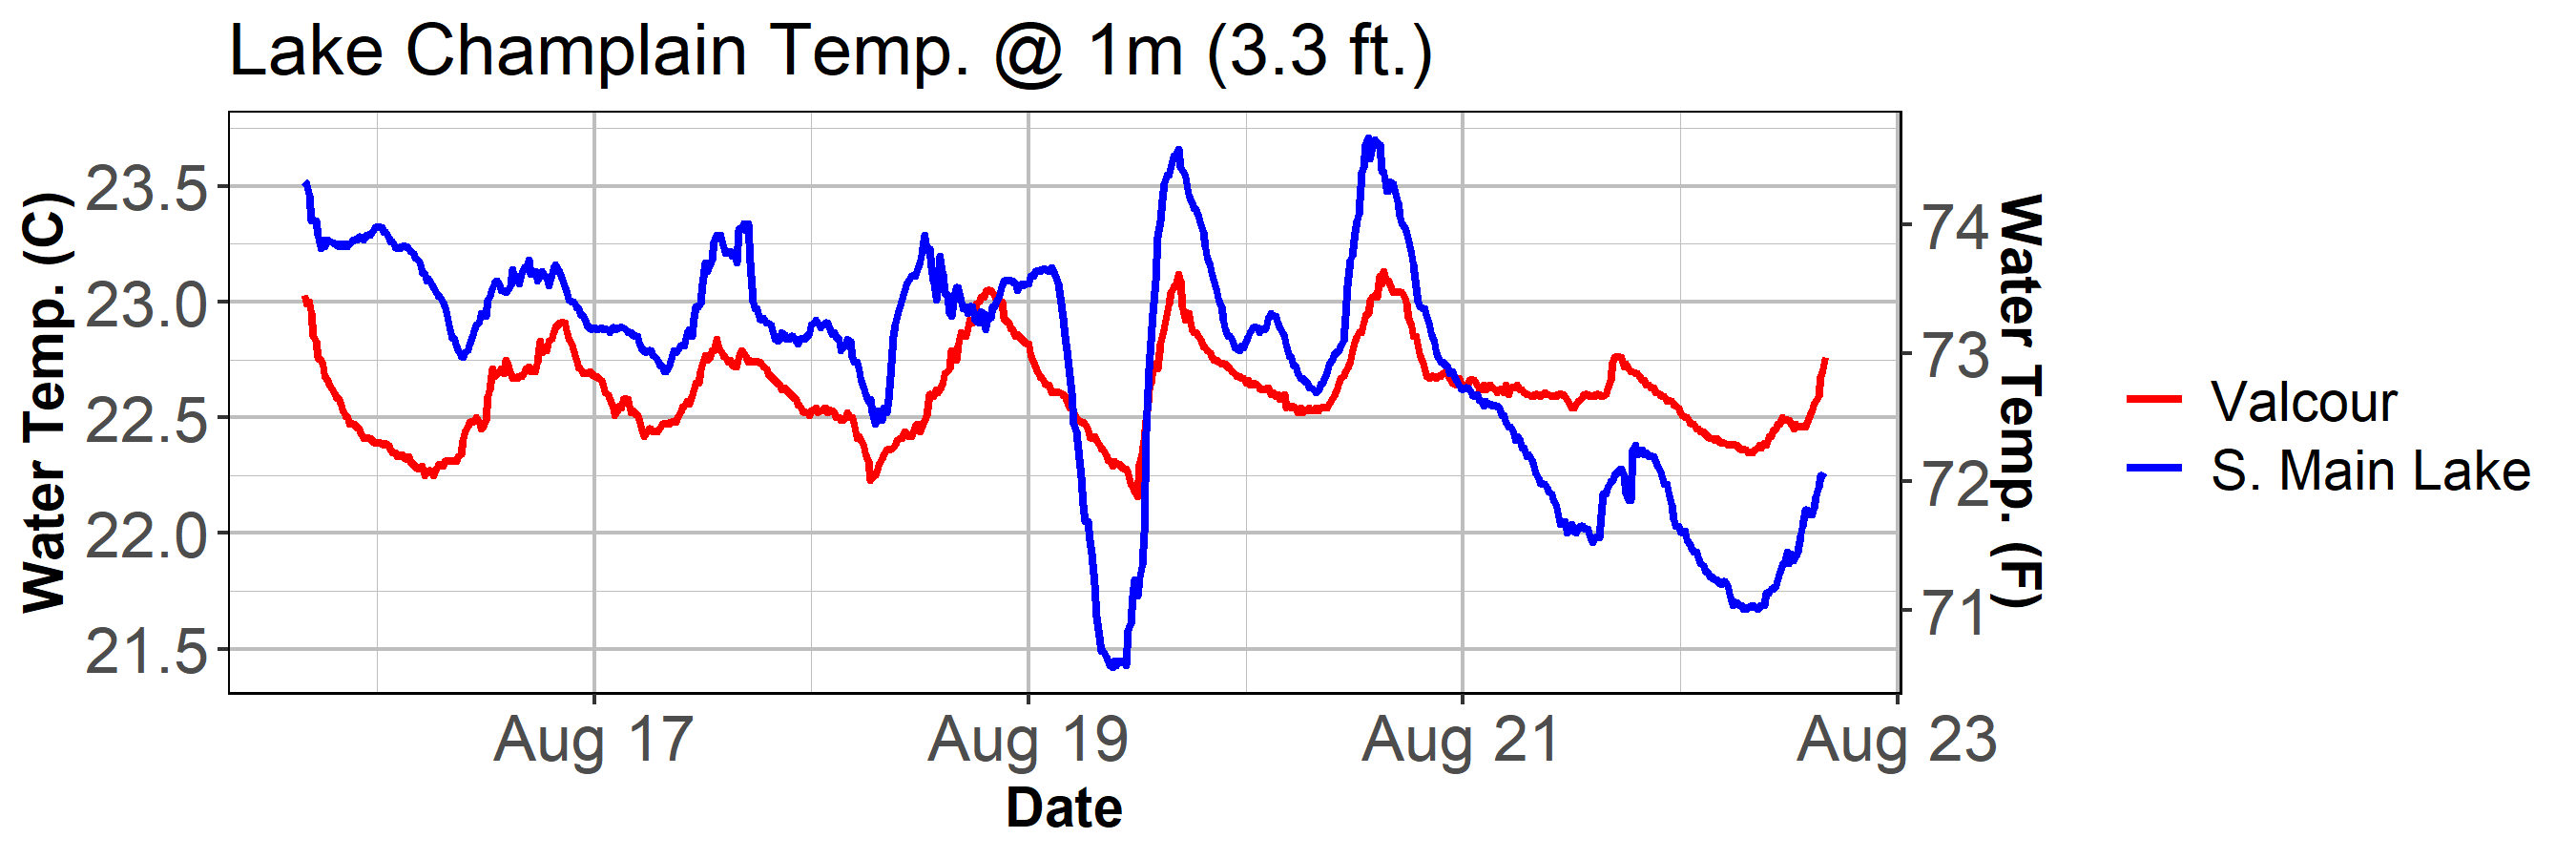 Lake Champlain Temp. @ 1m (3.3 ft.)
Water Temp. (C)
23.5
23.0
22.5
22.0
21.5
74
73
72
71
Water Temp. (F)
Aug 17
Aug 19
Aug 21
Aug 23
Date
Valcour
S. Main Lake